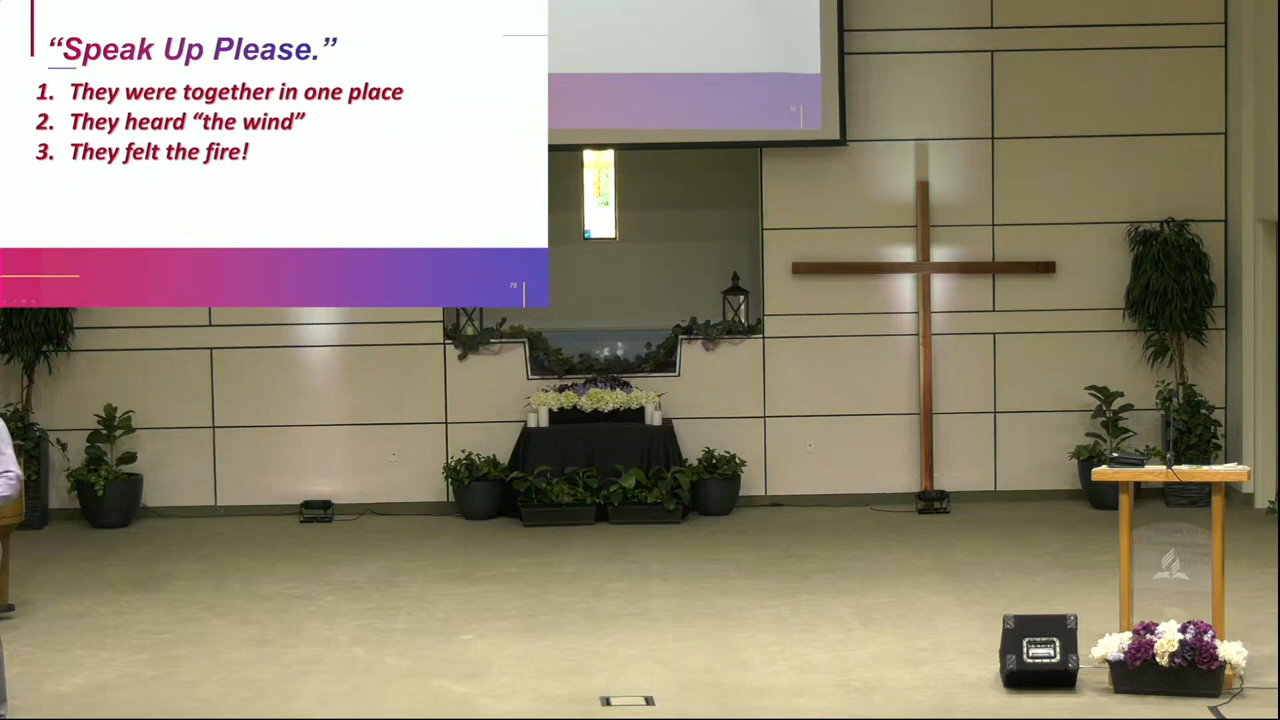 “Speak Up Please.”
1. They were together in one place
2. They heard “the wind”
3. They felt the fire!
76